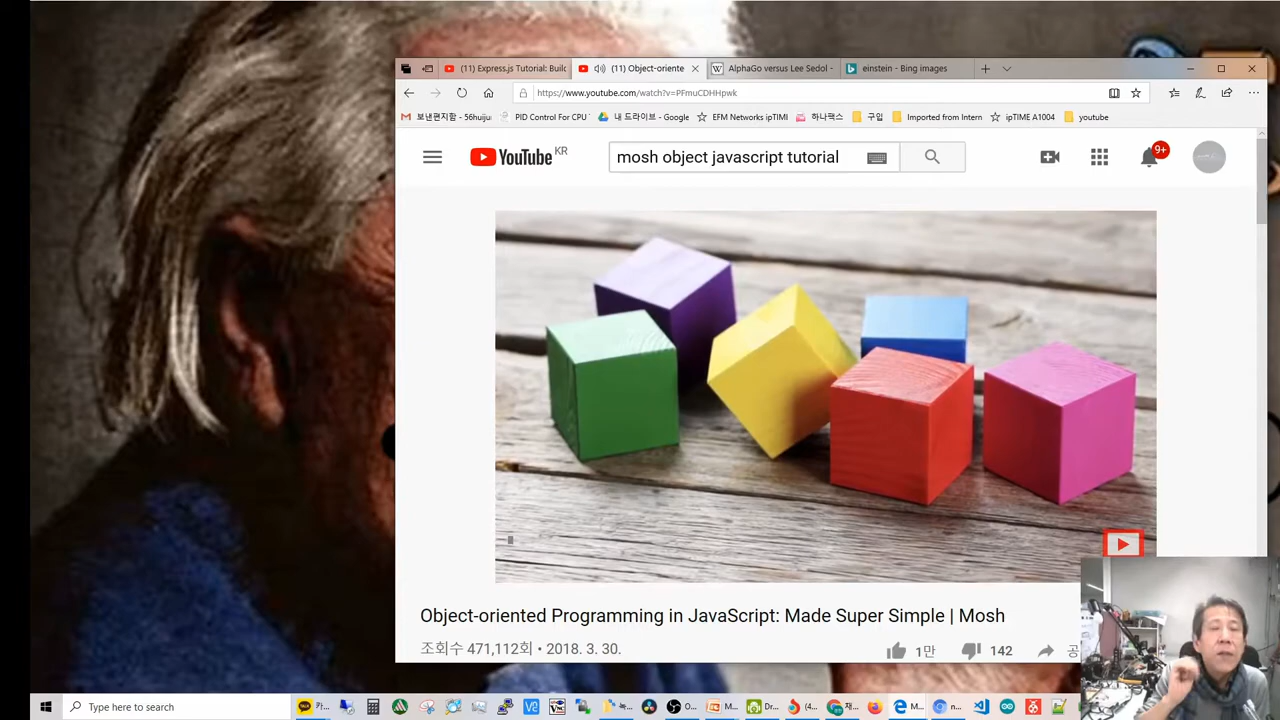 (11) Express.js Tutorial: Build
(11) Object-oriente
W AlphaGo versus Lee Sedol -
einstein - Bing images
https://www.youtube.com/watch?v=PFmuCDHHpwk
보낸편지함 - 56huiju
PID Control For CPU
내 드라이브 - Google
EFM Networks ipTIME
하나팩스
구입
Imported from Intern
ipTIME A1004
youtube
YouTube KR
mosh object javascript tutorial
9+
Object-oriented Programming in JavaScript: Made Super Simple | Mosh
조회수 471,112회 • 2018. 3. 30.
1만
142
공
Type here to search